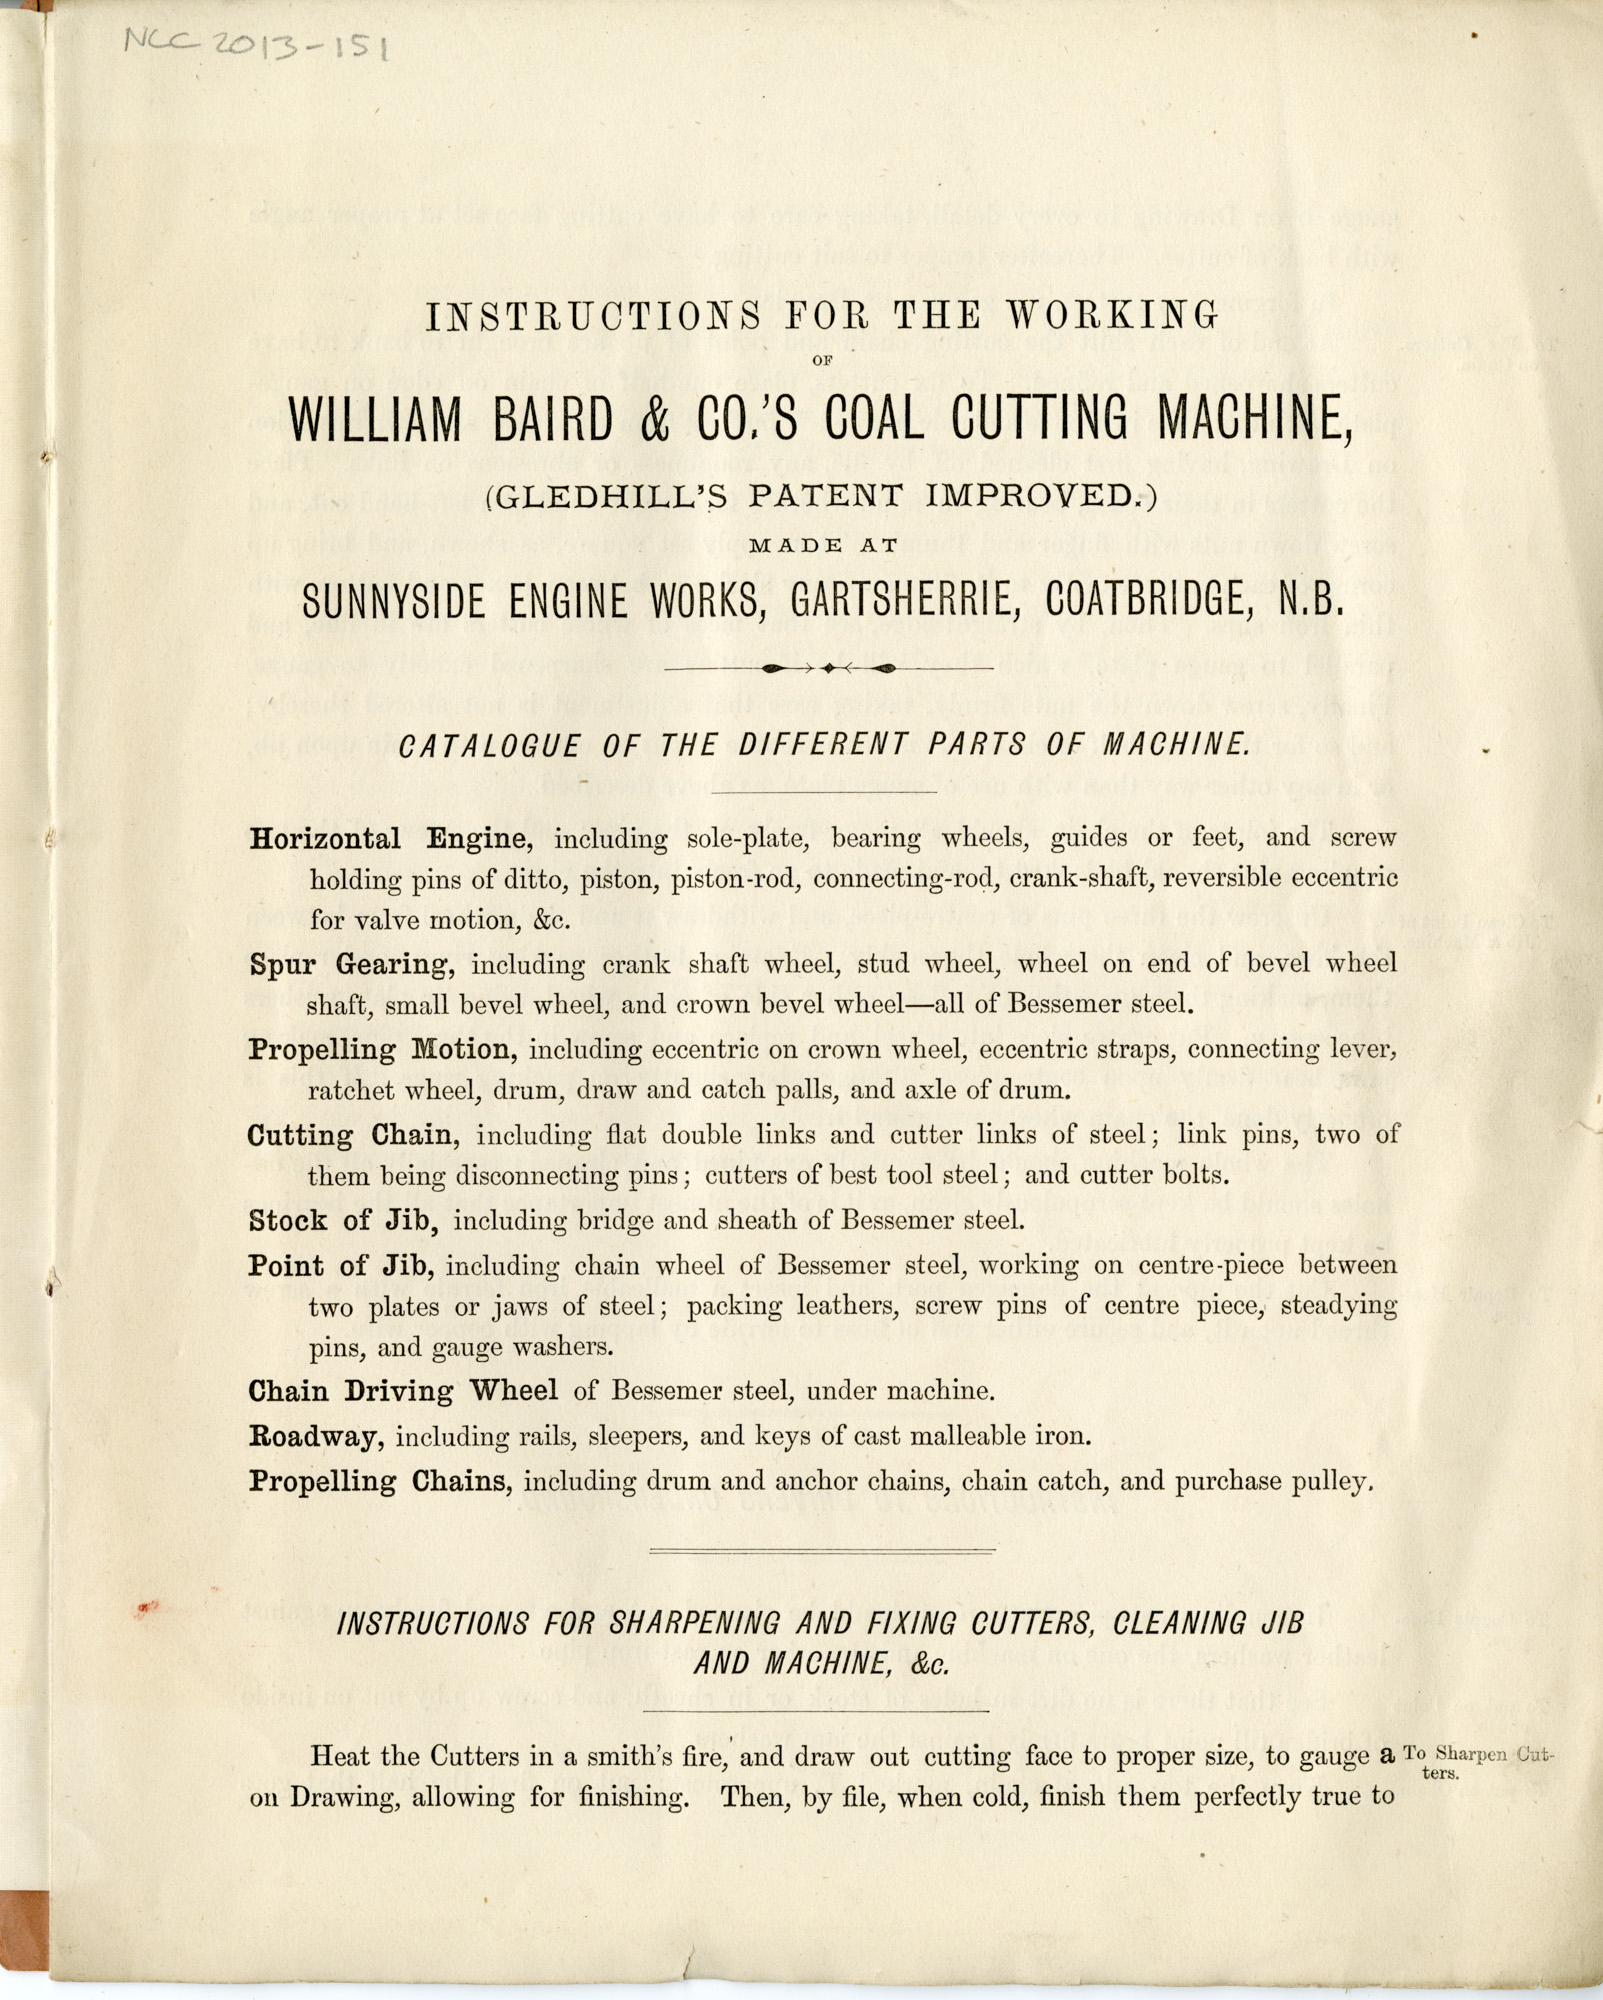 NCC 2013-151
INSTRUCTIONS FOR THE WORKING
OF
WILLIAM BAIRD & CO.'S COAL CUTTING MACHINE,
(GLEDHILL'S PATENT IMPROVED.)
MADE AT
SUNNYSIDE ENGINE WORKS, GARTSHERRIE, COATBRIDGE, N.B.
CATALOGUE OF THE DIFFERENT PARTS OF MACHINE.
Horizontal Engine, including sole-plate, bearing wheels, guides or feet, and screw
holding pins of ditto, piston, piston-rod, connecting-rod, crank-shaft, reversible eccentric
for valve motion, &c.
Spur Gearing, including crank shaft wheel, stud wheel, wheel on end of bevel wheel
shaft, small bevel wheel, and crown bevel wheel—all of Bessemer steel.
Propelling Motion, including eccentric on crown wheel, eccentric straps, connecting lever,
ratchet wheel, drum, draw and catch palls, and axle of drum.
Cutting Chain, including flat double links and cutter links of steel; link pins, two of
them being disconnecting pins; cutters of best tool steel; and cutter bolts.
Stock of Jib, including bridge and sheath of Bessemer steel.
Point of Jib, including chain wheel of Bessemer steel, working on centre-piece between
two plates or jaws of steel; packing leathers, screw pins of centre piece, steadying
pins, and gauge washers.
Chain Driving Wheel of Bessemer steel, under machine.
Roadway, including rails, sleepers, and keys of cast malleable iron.
Propelling Chains, including drum and anchor chains, chain catch, and purchase pulley.
INSTRUCTIONS FOR SHARPENING AND FIXING CUTTERS, CLEANING JIB
AND MACHINE, &c.
Heat the Cutters in a smith's fire, and draw out cutting face to proper size, to gauge a To Sharpen Cut-
ters.
on Drawing, allowing for finishing. Then, by file, when cold, finish them perfectly true to